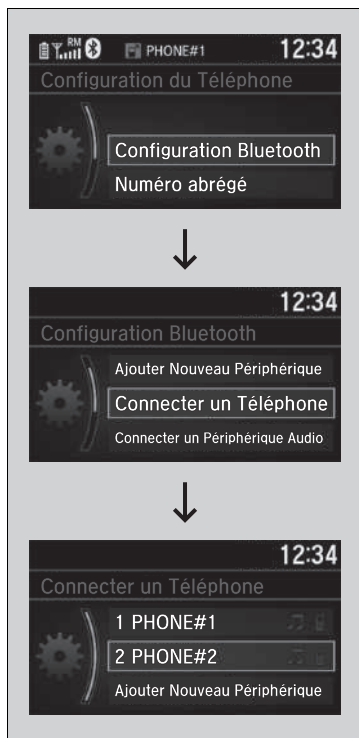 RM PHONE#1 12:34
Configuration du Téléphone
Configuration Bluetooth
Numéro abrégé
12:34
Configuration Bluetooth
Ajouter Nouveau Périphérique
Connecter un Téléphone
Connecter un Périphérique Audio
12:34
Connecter un Téléphone
1 PHONE#1
2 PHONE#2
Ajouter Nouveau Périphérique